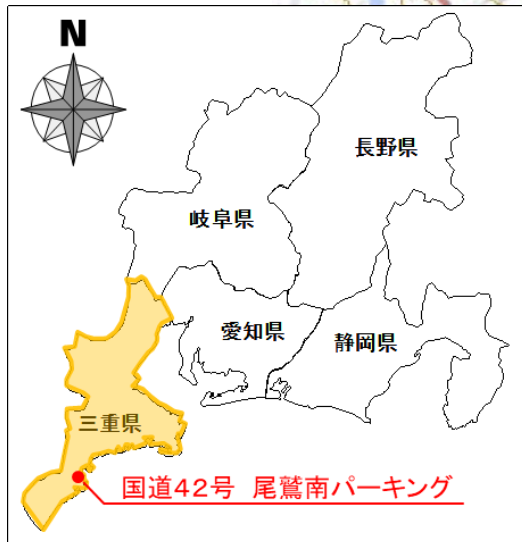 N
長野県
岐阜県
愛知県
静岡県
三重県
国道42号 尾鷲南パーキング